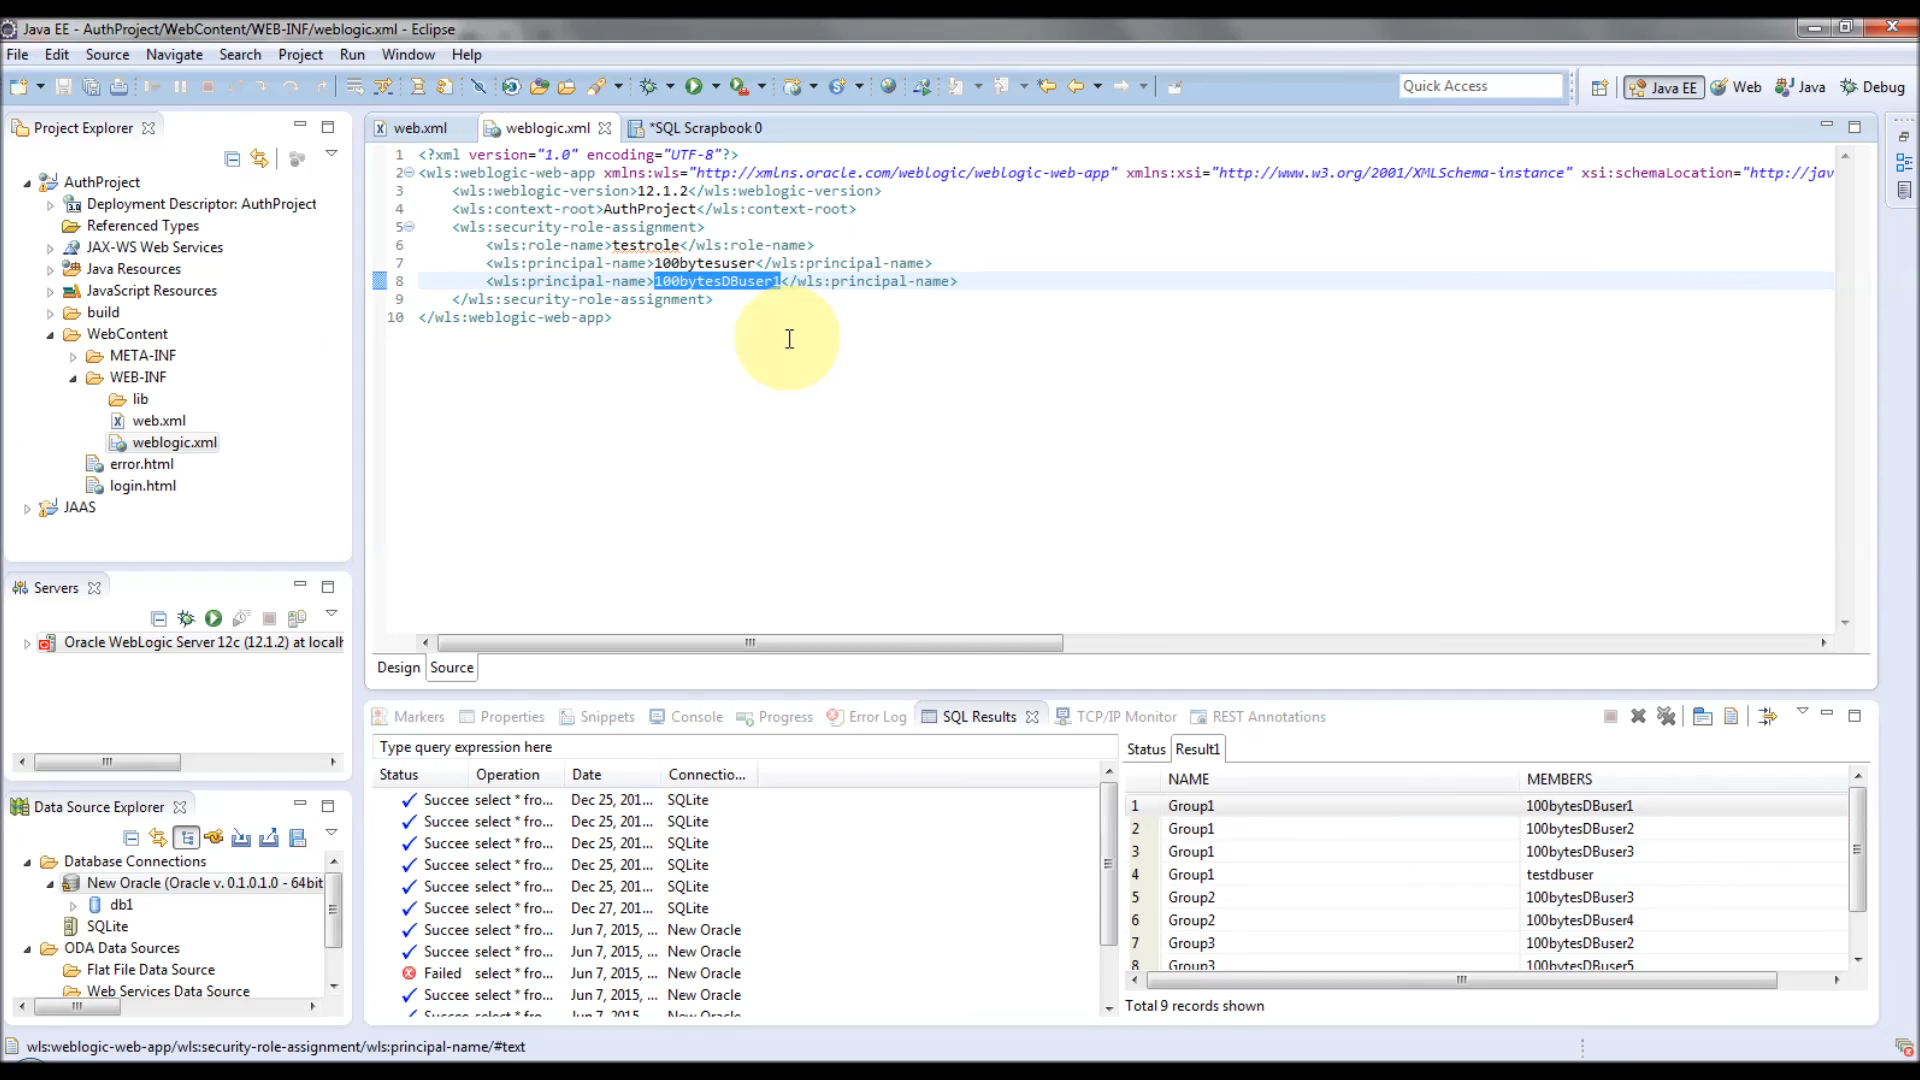 Java EE - AuthProject/WebContent/WEB-INF/weblogic.xml - Eclipse
File Edit Source Navigate Search Project Run Window Help
Quick Access
Java EE Web Java Debug
Project Explorer
AuthProject
Deployment Descriptor: AuthProject
Referenced Types
JAX-WS Web Services
Java Resources
JavaScript Resources
build
WebContent
META-INF
WEB-INF
lib
web.xml
weblogic.xml
error.html
login.html
JAAS
web.xml weblogic.xml *SQL Scrapbook 0
1 <?xml version="1.0" encoding="UTF-8"?>
2 <wls:weblogic-web-app xmlns:wls="http://xmlns.oracle.com/weblogic/weblogic-web-app" xmlns:xsi="http://www.w3.org/2001/XMLSchema-instance" xsi:schemaLocation="http://jav
3 <wls:weblogic-version>12.1.2</wls:weblogic-version>
4 <wls:context-root>AuthProject</wls:context-root>
5 <wls:security-role-assignment>
6 <wls:role-name>testrole</wls:role-name>
7 <wls:principal-name>100bytesuser</wls:principal-name>
8 <wls:principal-name>100bytesDBuser1</wls:principal-name>
9 </wls:security-role-assignment>
10 </wls:weblogic-web-app>
Design Source
Servers
Oracle WebLogic Server 12c (12.1.2) at localh
Data Source Explorer
Database Connections
New Oracle (Oracle v. 0.1.0.1.0 - 64bit
db1
SQLite
ODA Data Sources
Flat File Data Source
Web Services Data Source
Markers Properties Snippets Console Progress Error Log SQL Results TCP/IP Monitor REST Annotations
Type query expression here
Status Operation Date Connectio...
Succee select * fro... Dec 25, 201... SQLite
Succee select * fro... Dec 25, 201... SQLite
Succee select * fro... Dec 25, 201... SQLite
Succee select * fro... Dec 25, 201... SQLite
Succee select * fro... Dec 25, 201... SQLite
Succee select * fro... Dec 27, 201... SQLite
Succee select * fro... Jun 7, 2015, ... New Oracle
Succee select * fro... Jun 7, 2015, ... New Oracle
Failed select * fro... Jun 7, 2015, ... New Oracle
Succee select * fro... Jun 7, 2015, ... New Oracle
Succee select * fro... Jun 7, 2015, ... New Oracle
Status Result1
NAME MEMBERS
1 Group1 100bytesDBuser1
2 Group1 100bytesDBuser2
3 Group1 100bytesDBuser3
4 Group1 testdbuser
5 Group2 100bytesDBuser3
6 Group2 100bytesDBuser4
7 Group3 100bytesDBuser2
8 Group3 100bytesDBuser5
Total 9 records shown
wls:weblogic-web-app/wls:security-role-assignment/wls:principal-name/#text